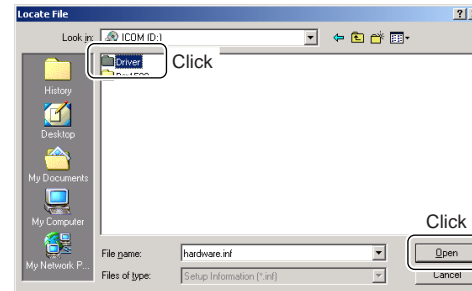 Locate File
Look in:
ICOM (D:)
Driver
Click
History
Desktop
My Documents
My Computer
My Network P...
Click
File name:
hardware.inf
Open
Files of type:
Setup Information (*.inf)
Cancel